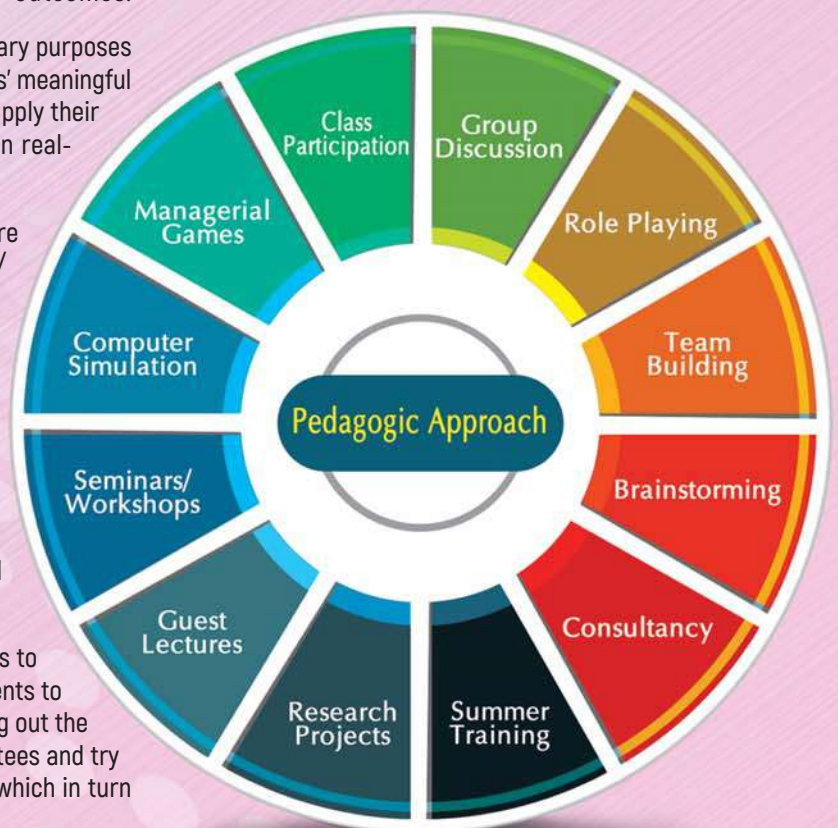 outcomes.
ary purposes
s' meaningful
pply their
n real-
re
/
s to
ents to
g out the
tees and try
which in turn
Class
Participation
Group
Discussion
Role Playing
Team
Building
Brainstorming
Consultancy
Summer
Training
Research
Projects
Guest
Lectures
Seminars/
Workshops
Computer
Simulation
Managerial
Games
Pedagogic Approach